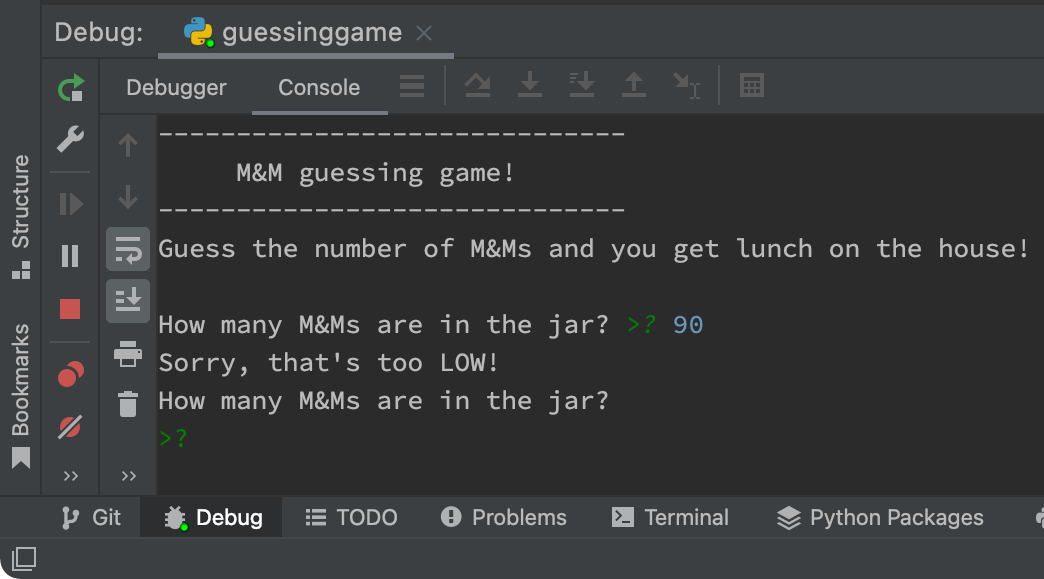 Debug: guessinggame
Debugger Console
------------------------------
M&M guessing game!
------------------------------
Guess the number of M&Ms and you get lunch on the house!
How many M&Ms are in the jar? >? 90
Sorry, that's too LOW!
How many M&Ms are in the jar?
>?
Structure
Bookmarks
Git Debug TODO Problems Terminal Python Packages